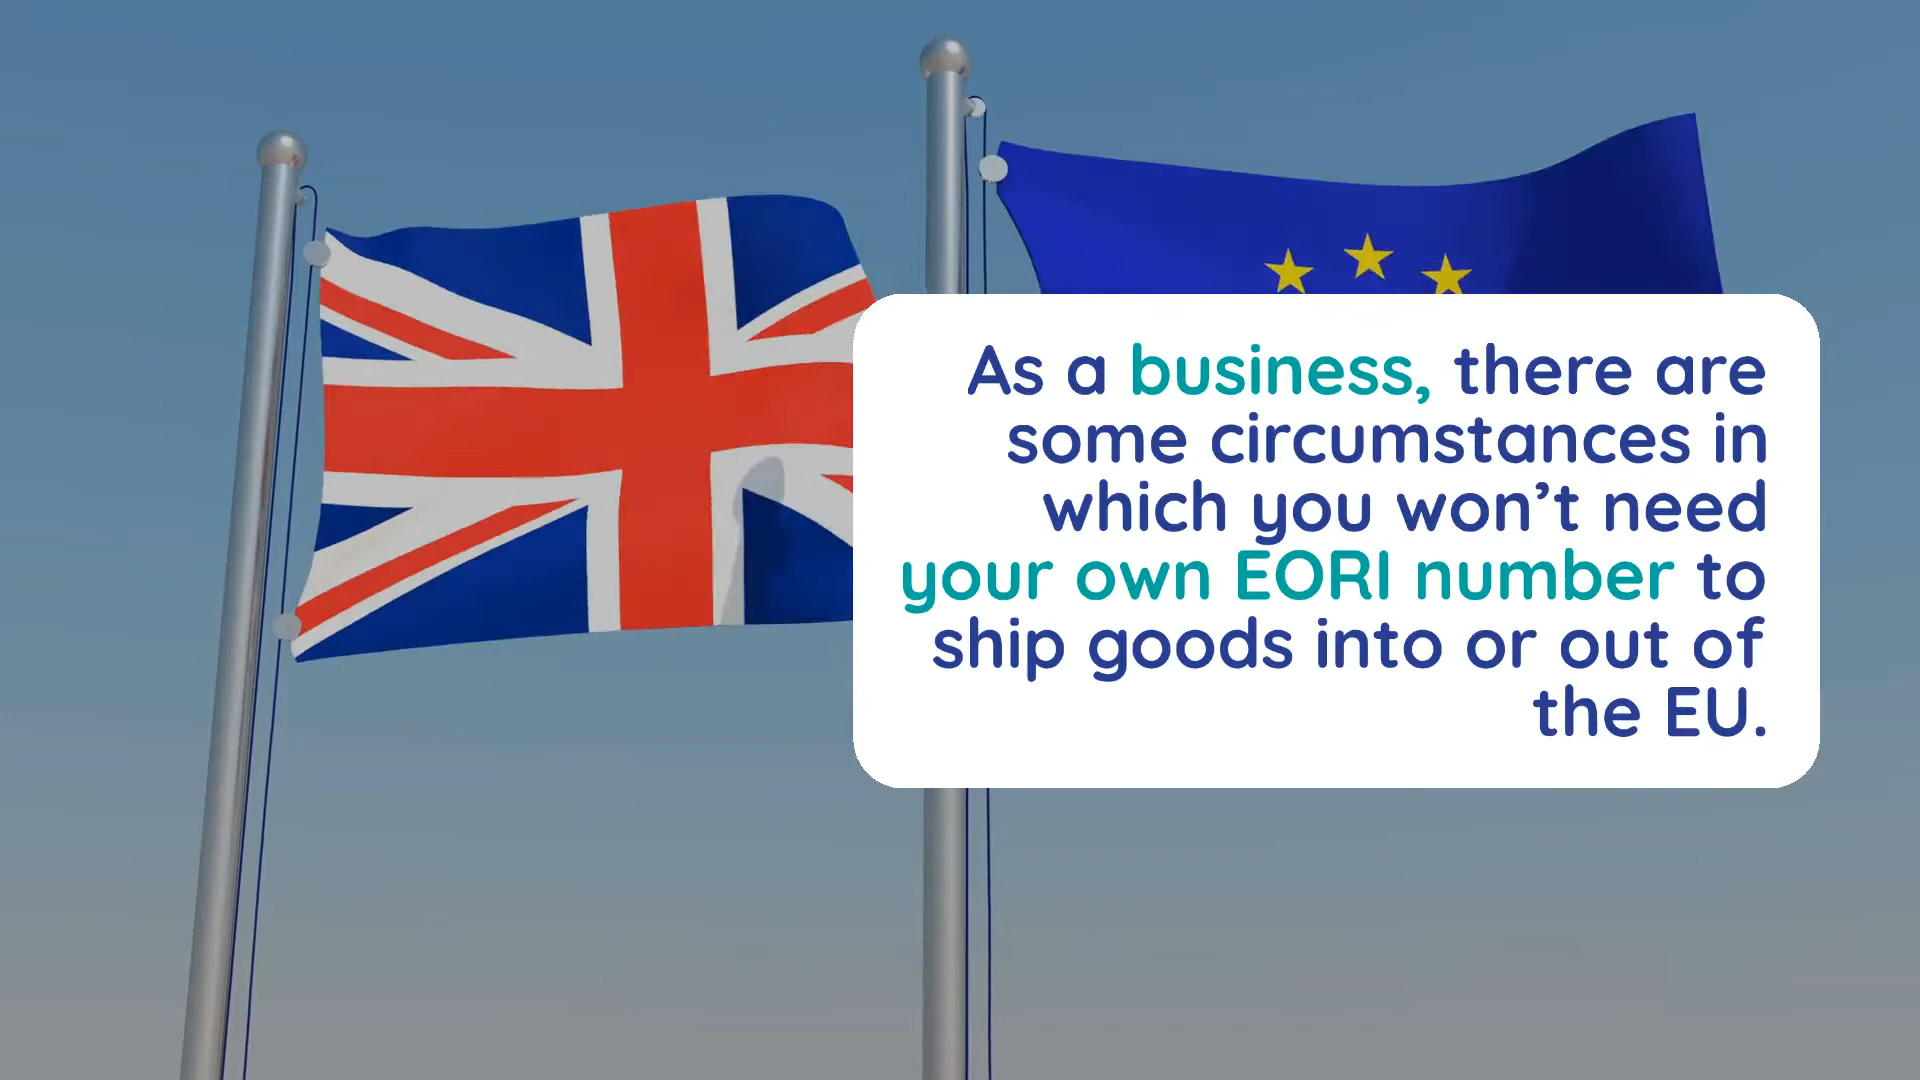 As a business, there are
some circumstances in
which you won’t need
your own EORI number to
ship goods into or out of
the EU.